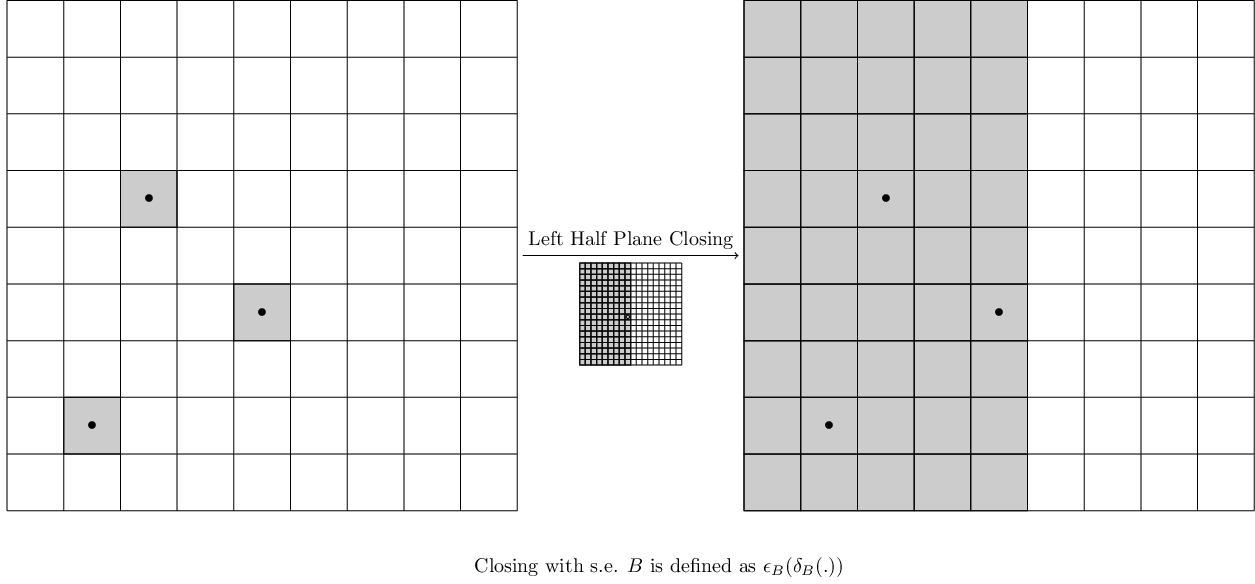 Left Half Plane Closing
Closing with s.e. B is defined as ϵ_B(δ_B(.))